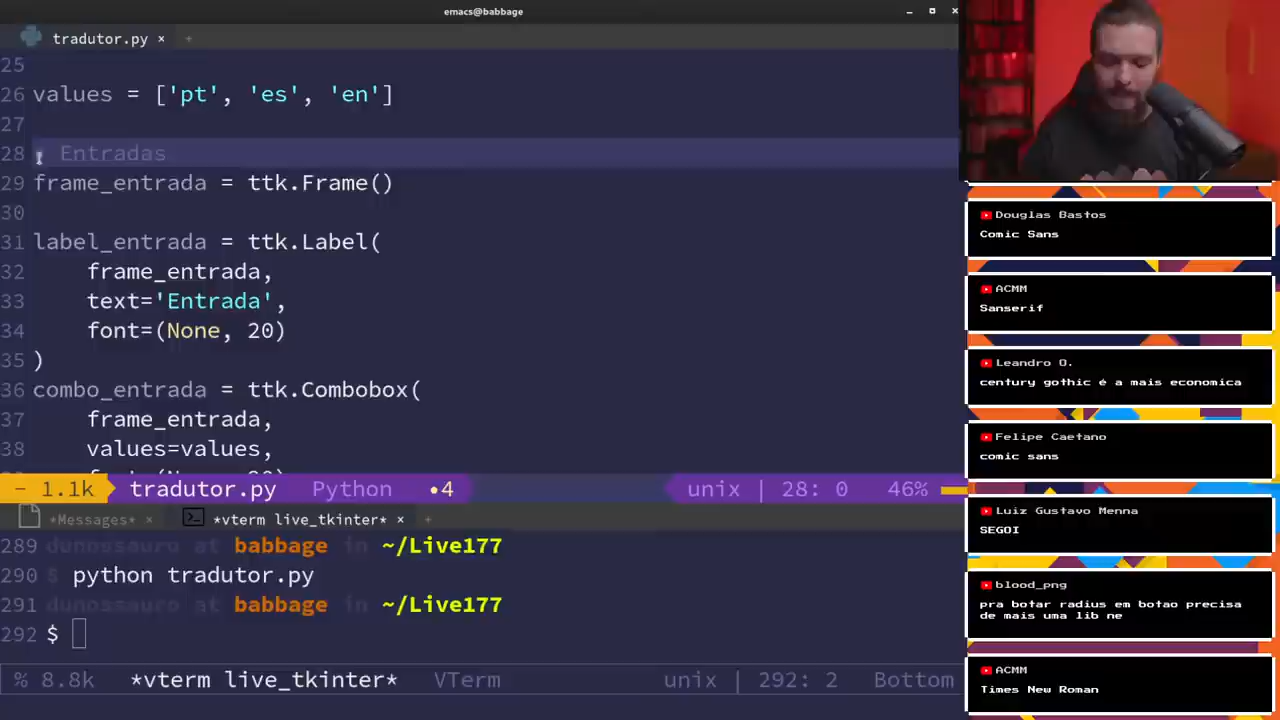 emacs@babbage
tradutor.py × +
25
26 values = ['pt', 'es', 'en']
27
28 Entradas
29 frame_entrada = ttk.Frame()
30
31 label_entrada = ttk.Label(
32 frame_entrada,
33 text='Entrada',
34 font=(None, 20)
35 )
36 combo_entrada = ttk.Combobox(
37 frame_entrada,
38 values=values,
- 1.1k tradutor.py Python •4 unix | 28: 0 46%
*Messages* × *vterm live_tkinter* × +
289 dunossauro at babbage in ~/Live177
290 $ python tradutor.py
291 dunossauro at babbage in ~/Live177
292 $
% 8.8k *vterm live_tkinter* VTerm unix | 292: 2 Bottom
Douglas Bastos
Comic Sans
ACMM
Sanserif
Leandro O.
century gothic é a mais economica
Felipe Caetano
comic sans
Luiz Gustavo Menna
SEGOI
blood_png
pra botar radius em botao precisa
de mais uma lib ne
ACMM
Times New Roman